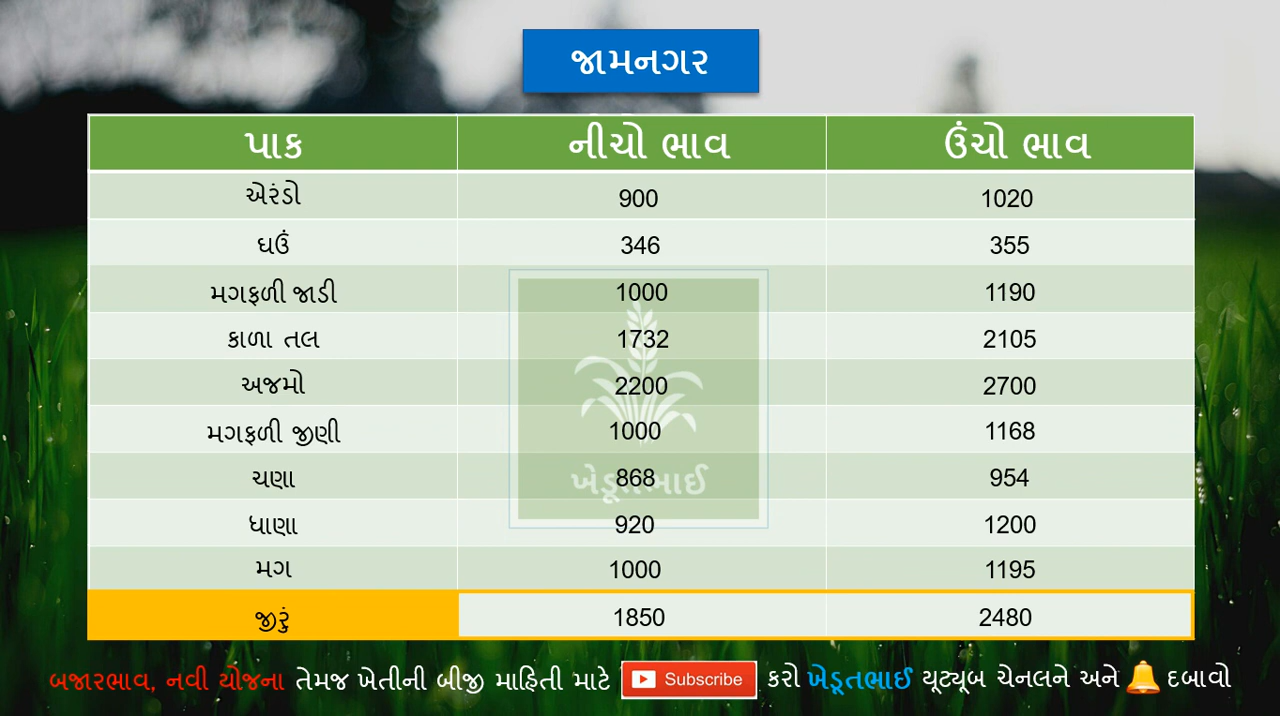 જામનગર
પાક નીચો ભાવ ઉંચો ભાવ
એરંડો 900 1020
ઘઉં 346 355
મગફળી જાડી 1000 1190
કાળા તલ 1732 2105
અજમો 2200 2700
મગફળી જીણી 1000 1168
ચણા 868 954
ધાણા 920 1200
મગ 1000 1195
જીરું 1850 2480
ખેડૂતભાઈ
બજારભાવ, નવી યોજના તેમજ ખેતીની બીજી માહિતી માટે Subscribe કરો ખેડૂતભાઈ યૂટ્યૂબ ચેનલને અને દબાવો